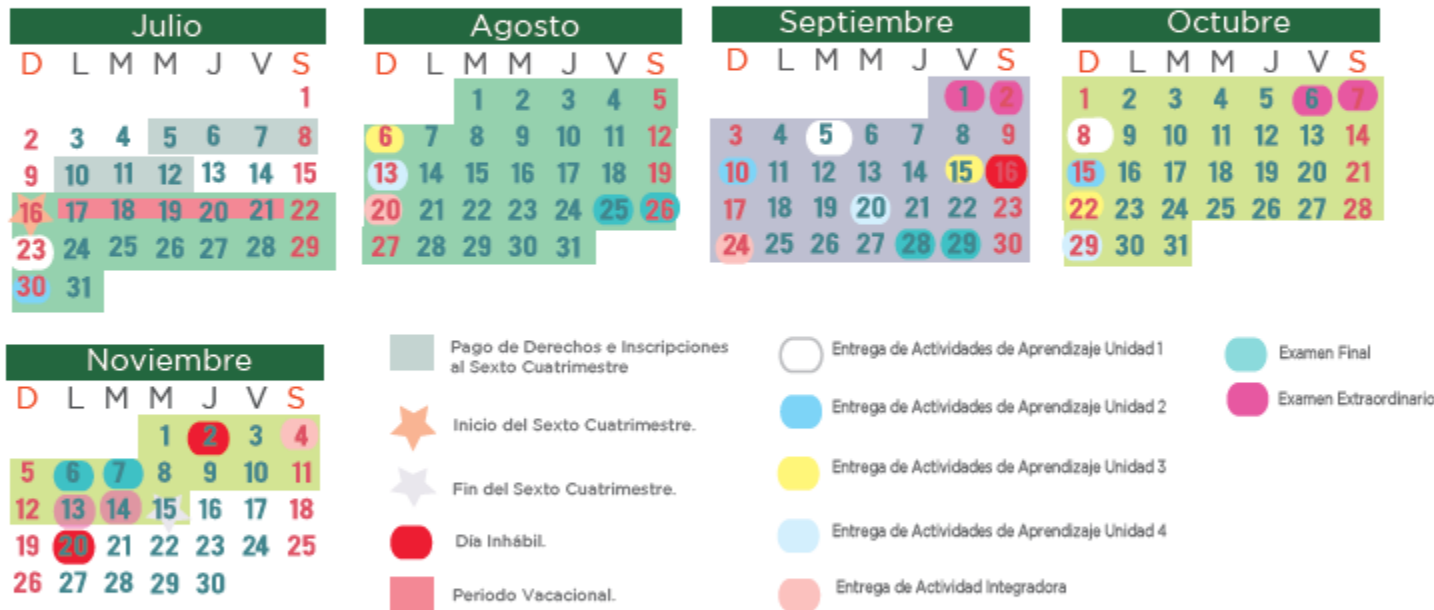 Julio
D L M M J V S
1
2 3 4 5 6 7 8
9 10 11 12 13 14 15
16 17 18 19 20 21 22
23 24 25 26 27 28 29
30 31
Agosto
D L M M J V S
1 2 3 4 5
6 7 8 9 10 11 12
13 14 15 16 17 18 19
20 21 22 23 24 25 26
27 28 29 30 31
Septiembre
D L M M J V S
1 2
3 4 5 6 7 8 9
10 11 12 13 14 15 16
17 18 19 20 21 22 23
24 25 26 27 28 29 30
Octubre
D L M M J V S
1 2 3 4 5 6 7
8 9 10 11 12 13 14
15 16 17 18 19 20 21
22 23 24 25 26 27 28
29 30 31
Noviembre
D L M M J V S
1 2 3 4
5 6 7 8 9 10 11
12 13 14 15 16 17 18
19 20 21 22 23 24 25
26 27 28 29 30
Pago de Derechos e Inscripciones
al Sexto Cuatrimestre
Inicio del Sexto Cuatrimestre.
Fin del Sexto Cuatrimestre.
Día Inhábil.
Periodo Vacacional.
Entrega de Actividades de Aprendizaje Unidad 1
Entrega de Actividades de Aprendizaje Unidad 2
Entrega de Actividades de Aprendizaje Unidad 3
Entrega de Actividades de Aprendizaje Unidad 4
Entrega de Actividad Integradora
Examen Final
Examen Extraordinario